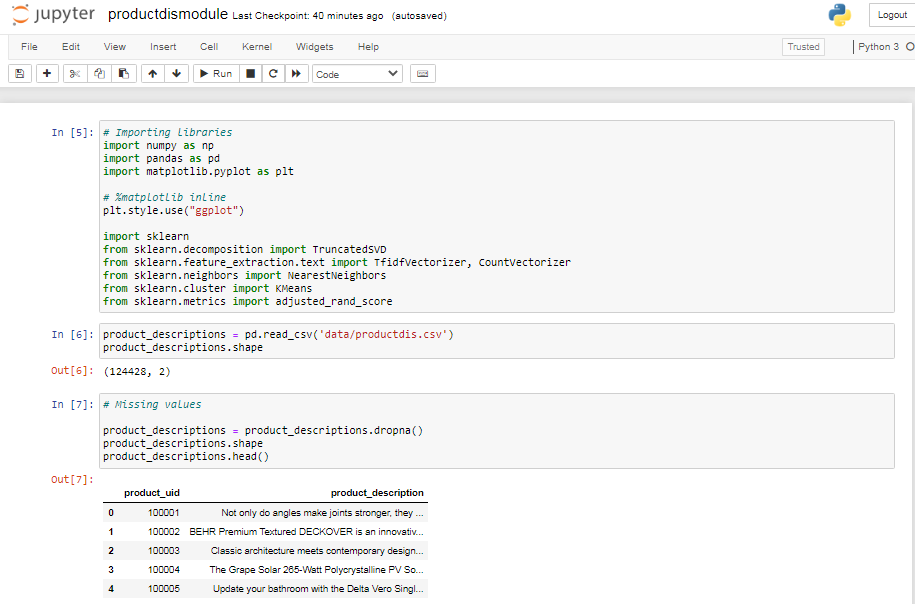 jupyter productdismodule Last Checkpoint: 40 minutes ago (autosaved)
Logout
File Edit View Insert Cell Kernel Widgets Help
Trusted
Python 3
Run
Code
In [5]:
# Importing libraries
import numpy as np
import pandas as pd
import matplotlib.pyplot as plt
# %matplotlib inline
plt.style.use("ggplot")
import sklearn
from sklearn.decomposition import TruncatedSVD
from sklearn.feature_extraction.text import TfidfVectorizer, CountVectorizer
from sklearn.neighbors import NearestNeighbors
from sklearn.cluster import KMeans
from sklearn.metrics import adjusted_rand_score
In [6]:
product_descriptions = pd.read_csv('data/productdis.csv')
product_descriptions.shape
Out[6]: (124428, 2)
In [7]:
# Missing values
product_descriptions = product_descriptions.dropna()
product_descriptions.shape
product_descriptions.head()
Out[7]:
product_uid product_description
0 100001 Not only do angles make joints stronger, they ...
1 100002 BEHR Premium Textured DECKOVER is an innovativ...
2 100003 Classic architecture meets contemporary design...
3 100004 The Grape Solar 265-Watt Polycrystalline PV So...
4 100005 Update your bathroom with the Delta Vero Singl...